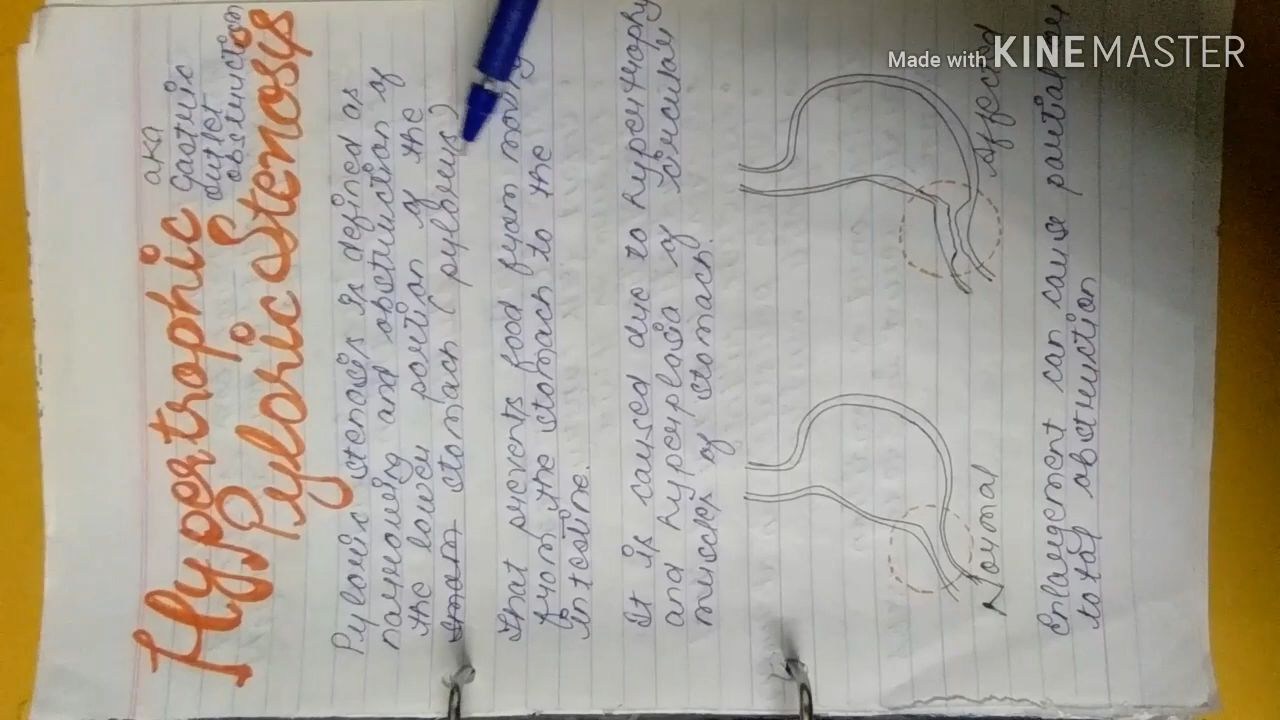 Hypertrophic
Pyloric Stenosis
aka
Gastric
outlet
obstruction
Pyloric stenosis is defined as
narrowing and obstruction of
the lower portion of the
stomach (pylorus)
that prevents food from moving
from the stomach to the
intestine.
It is caused due to hypertrophy
and hyperplasia of circular
muscles of stomach.
Normal
Affected
Enlargement can cause partial
total obstruction
Made with KINEMASTER